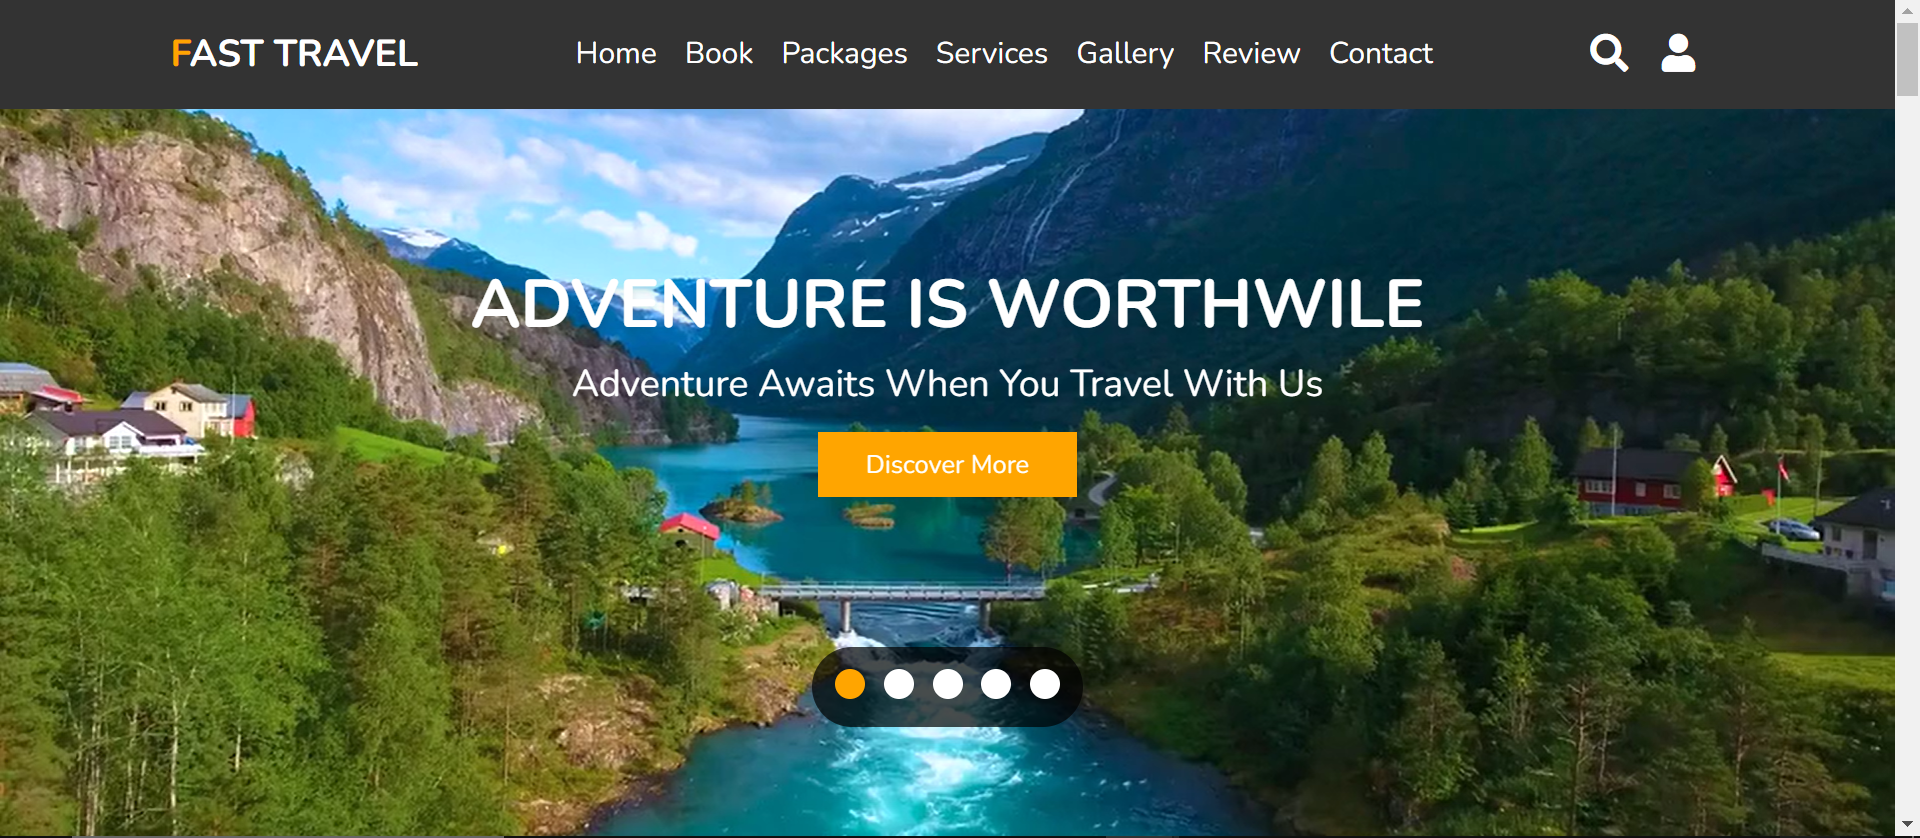 FAST TRAVEL
Home Book Packages Services Gallery Review Contact
ADVENTURE IS WORTHWILE
Adventure Awaits When You Travel With Us
Discover More